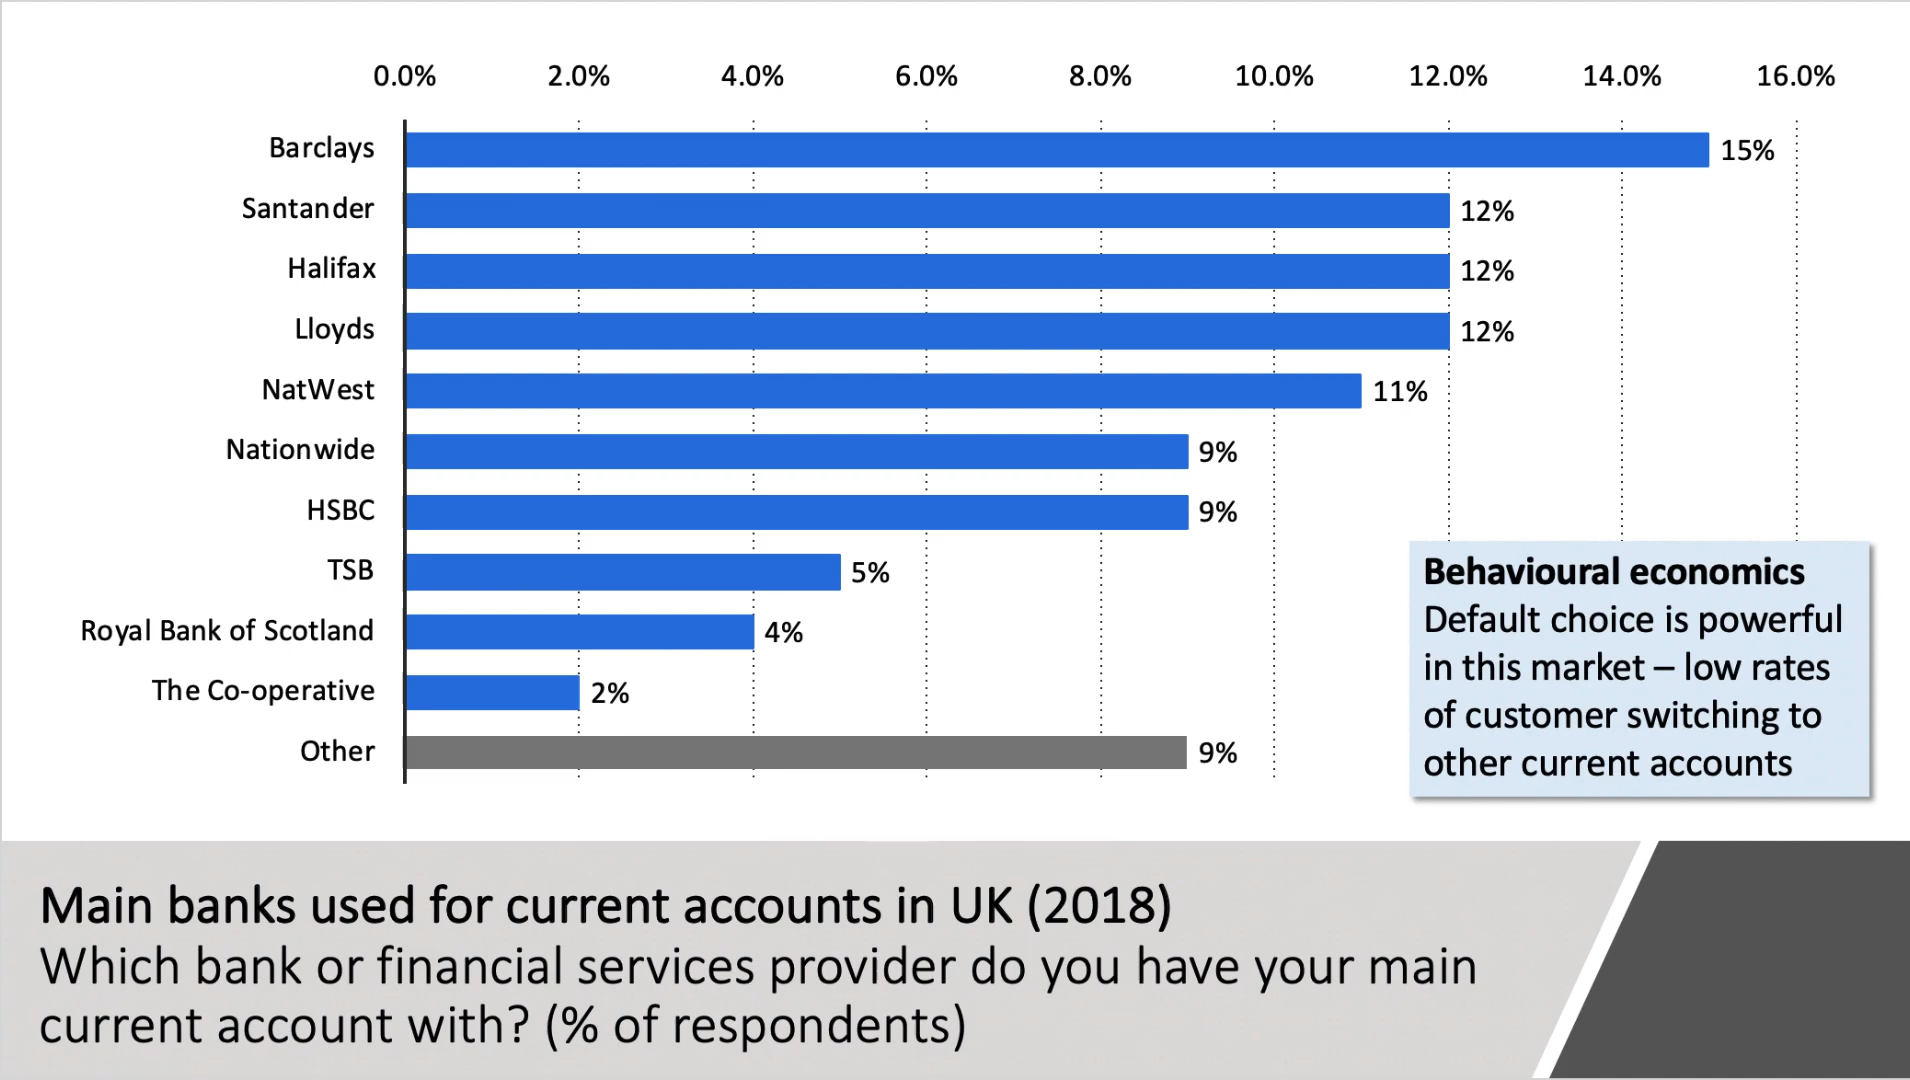 0.0% 2.0% 4.0% 6.0% 8.0% 10.0% 12.0% 14.0% 16.0%
Barclays 15%
Santander 12%
Halifax 12%
Lloyds 12%
NatWest 11%
Nationwide 9%
HSBC 9%
TSB 5%
Royal Bank of Scotland 4%
The Co-operative 2%
Other 9%
Behavioural economics
Default choice is powerful
in this market – low rates
of customer switching to
other current accounts
Main banks used for current accounts in UK (2018)
Which bank or financial services provider do you have your main
current account with? (% of respondents)